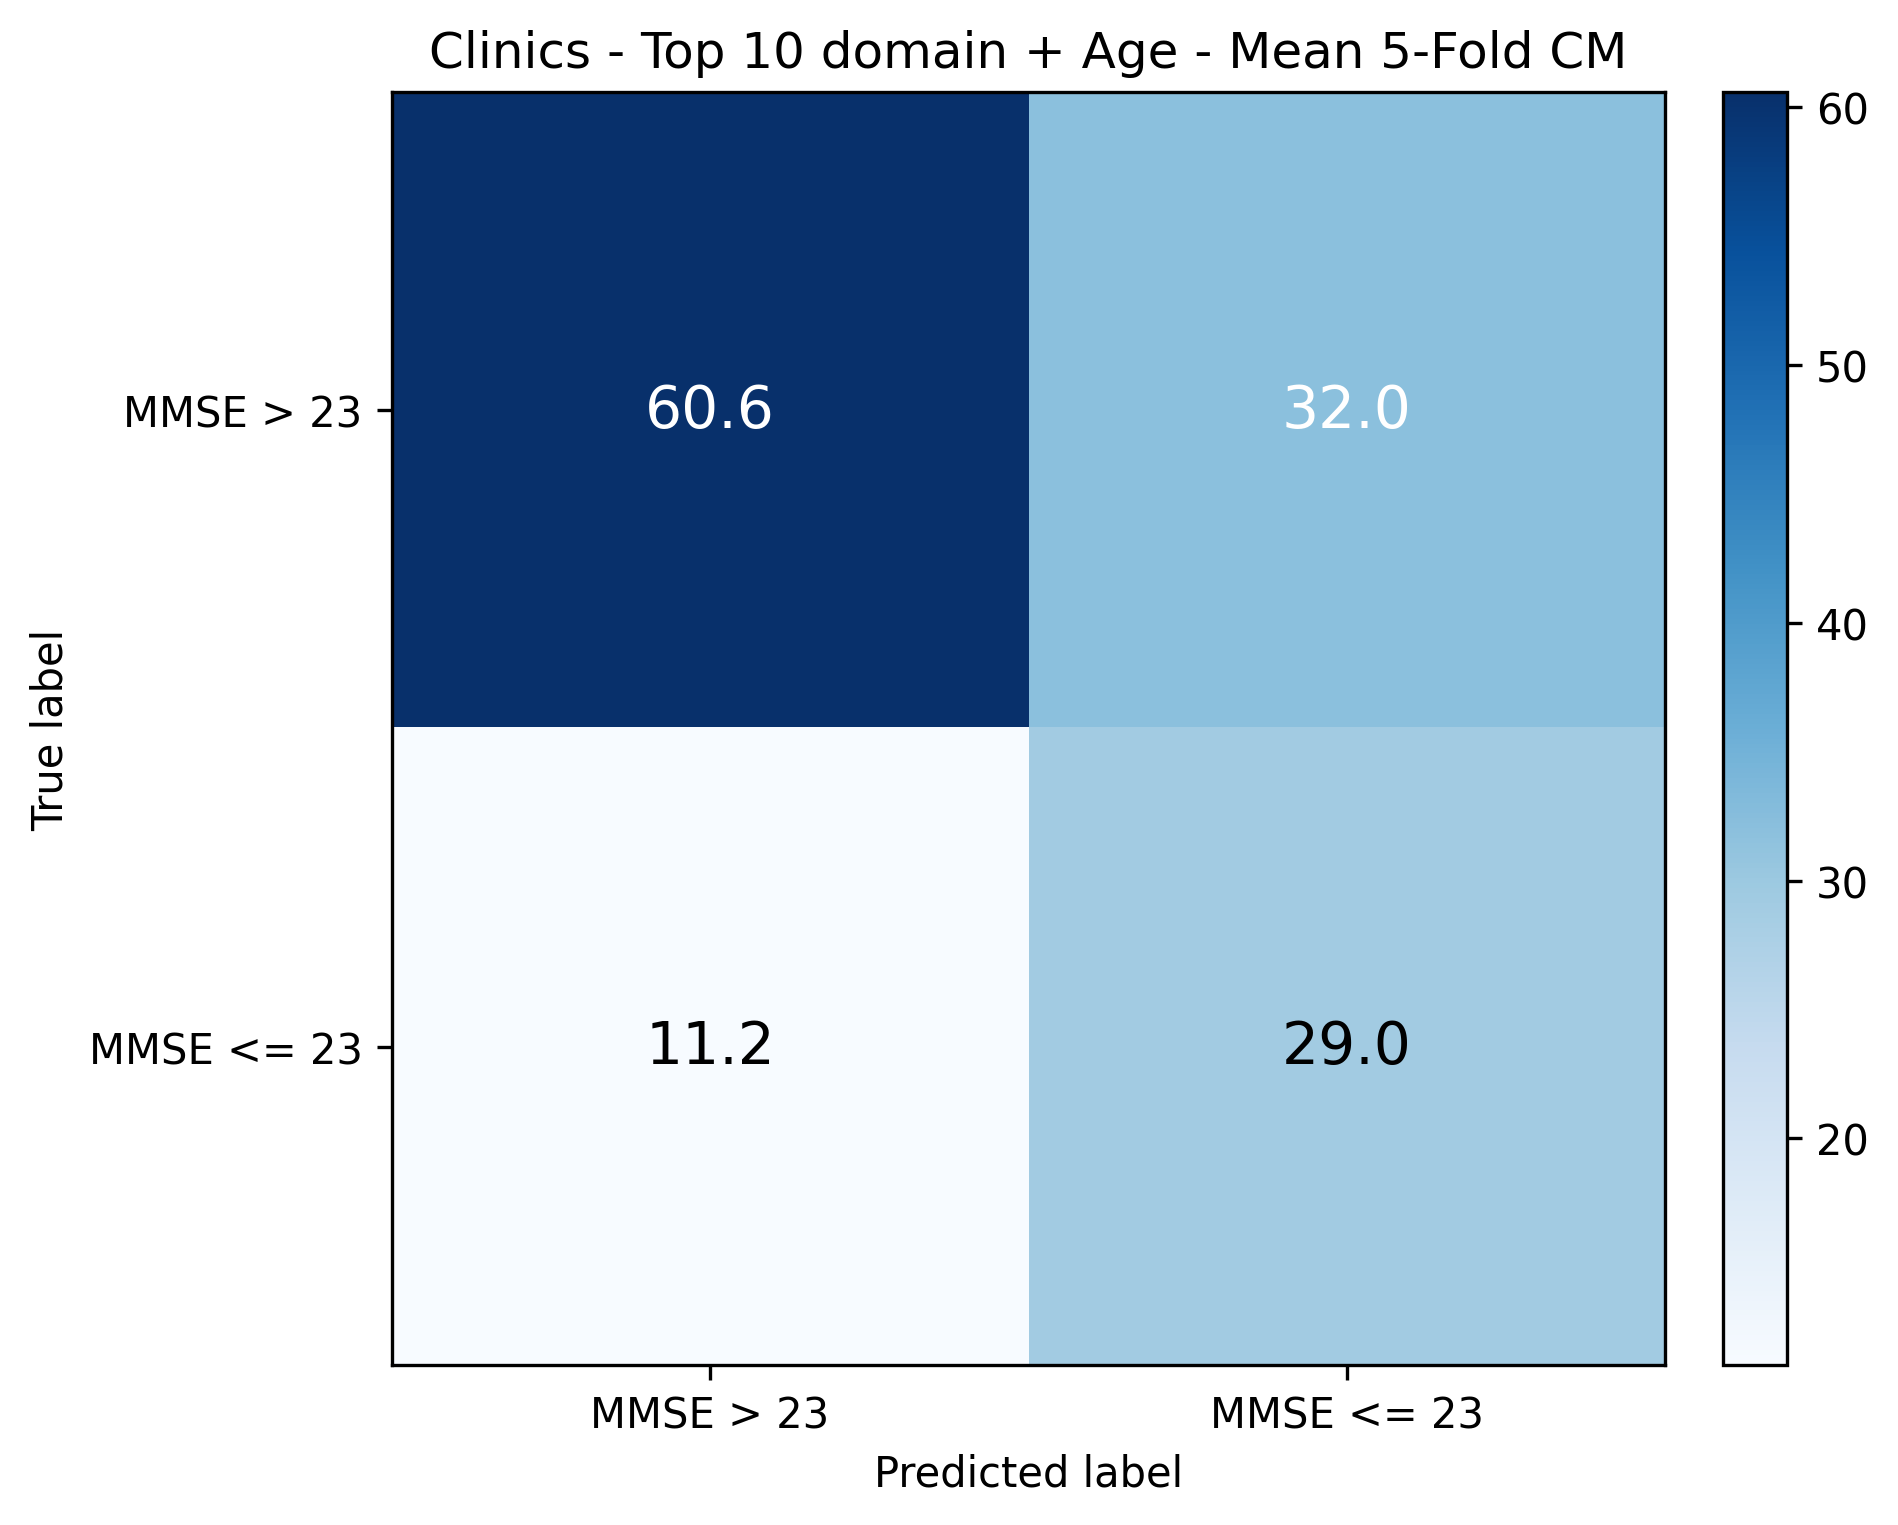 Clinics - Top 10 domain + Age - Mean 5-Fold CM
True label
MMSE > 23
MMSE <= 23
60.6
32.0
11.2
29.0
MMSE > 23
MMSE <= 23
Predicted label
60
50
40
30
20